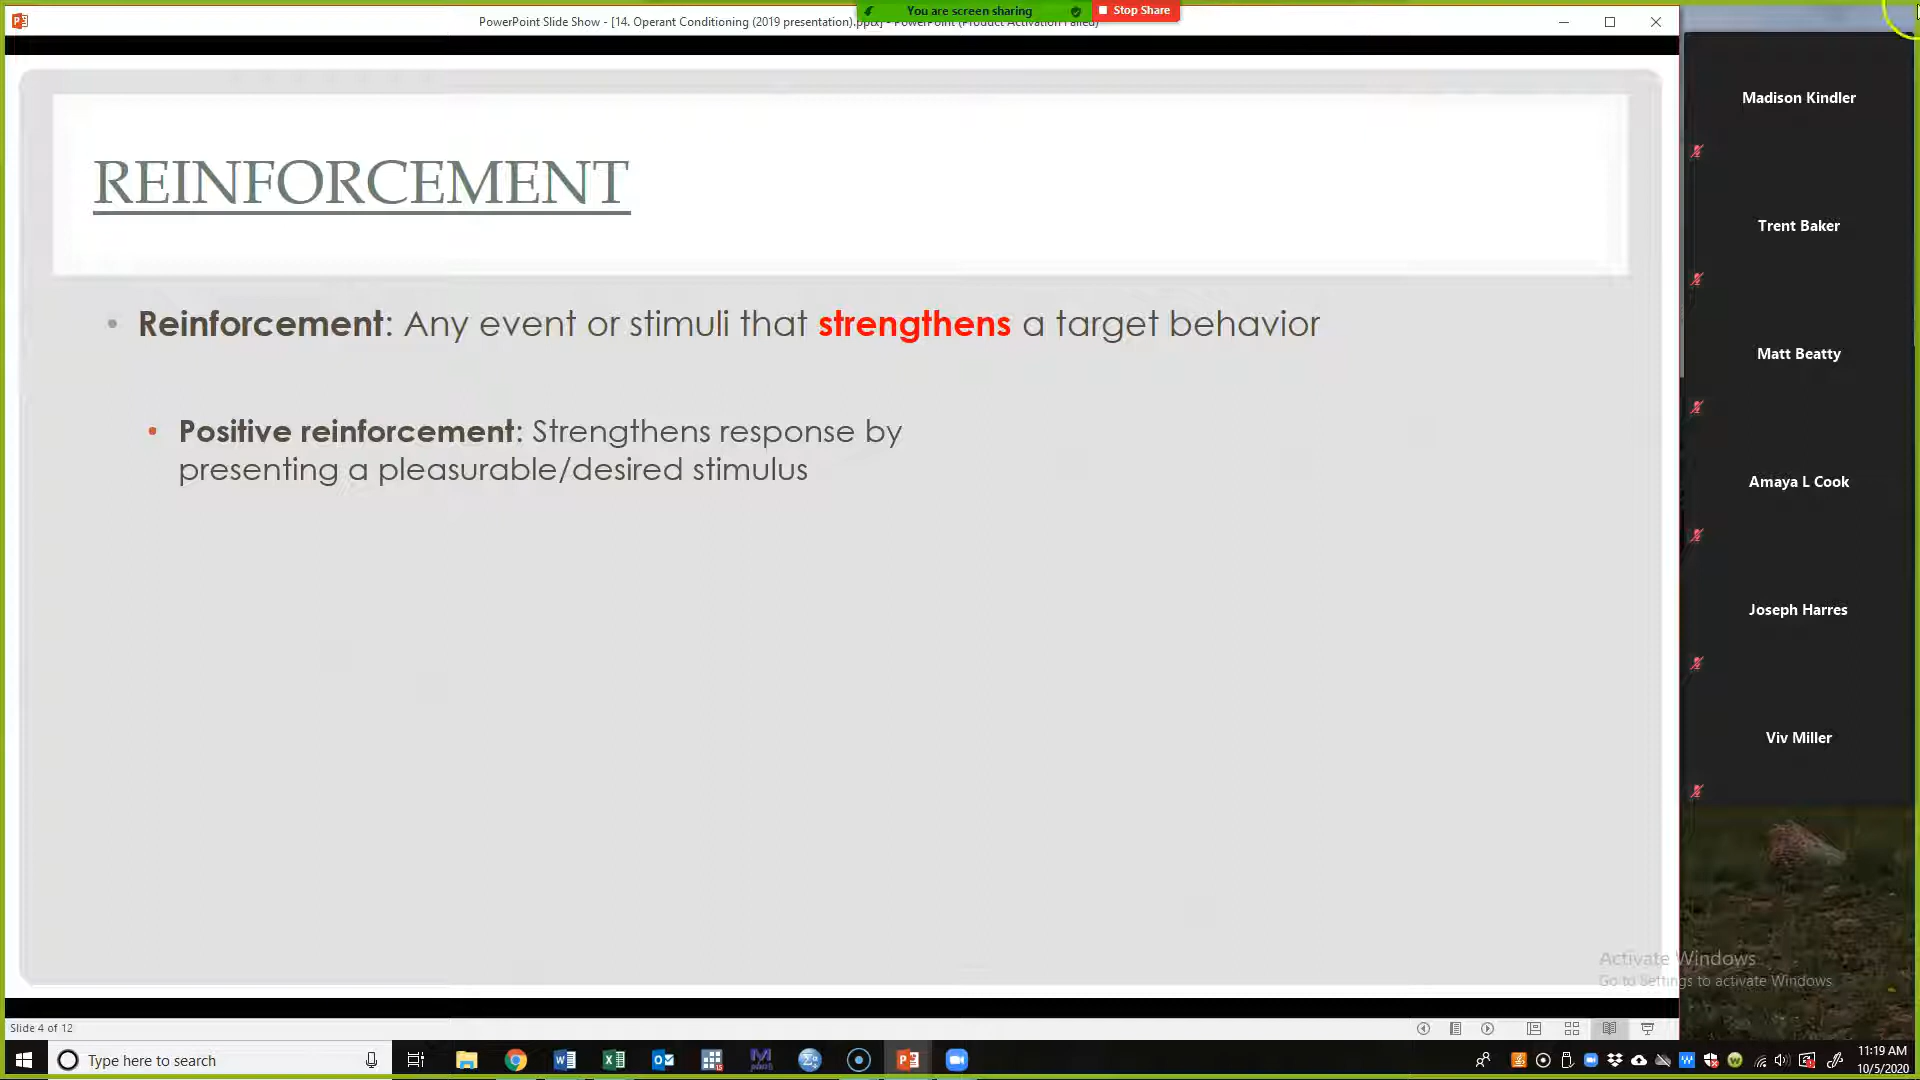 PowerPoint Slide Show - [14. Operant Conditioning (2019 presentation).pptx] - PowerPoint (Product Activation Failed)
You are screen sharing
Stop Share
REINFORCEMENT
• Reinforcement: Any event or stimuli that strengthens a target behavior
• Positive reinforcement: Strengthens response by
presenting a pleasurable/desired stimulus
Madison Kindler
Trent Baker
Matt Beatty
Amaya L Cook
Joseph Harres
Viv Miller
Activate Windows
Go to Settings to activate Windows
Slide 4 of 12
Type here to search
11:19 AM
10/5/2020